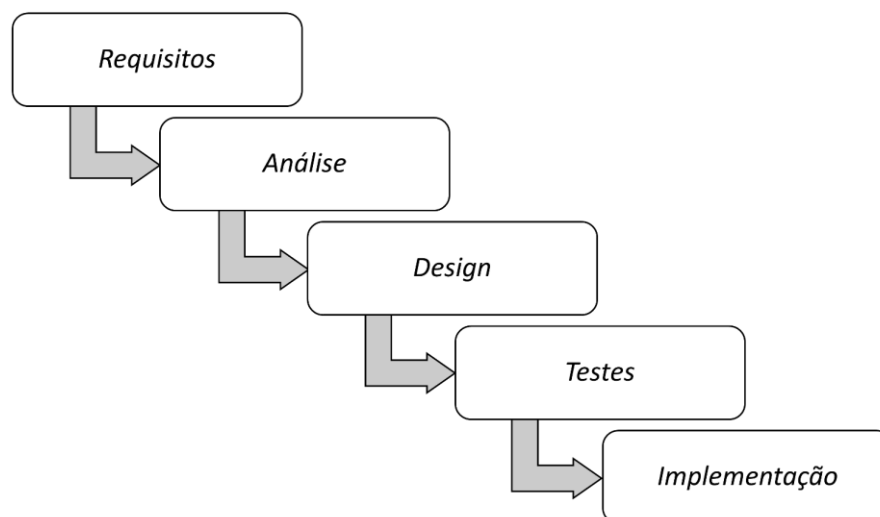 Requisitos
Análise
Design
Testes
Implementação